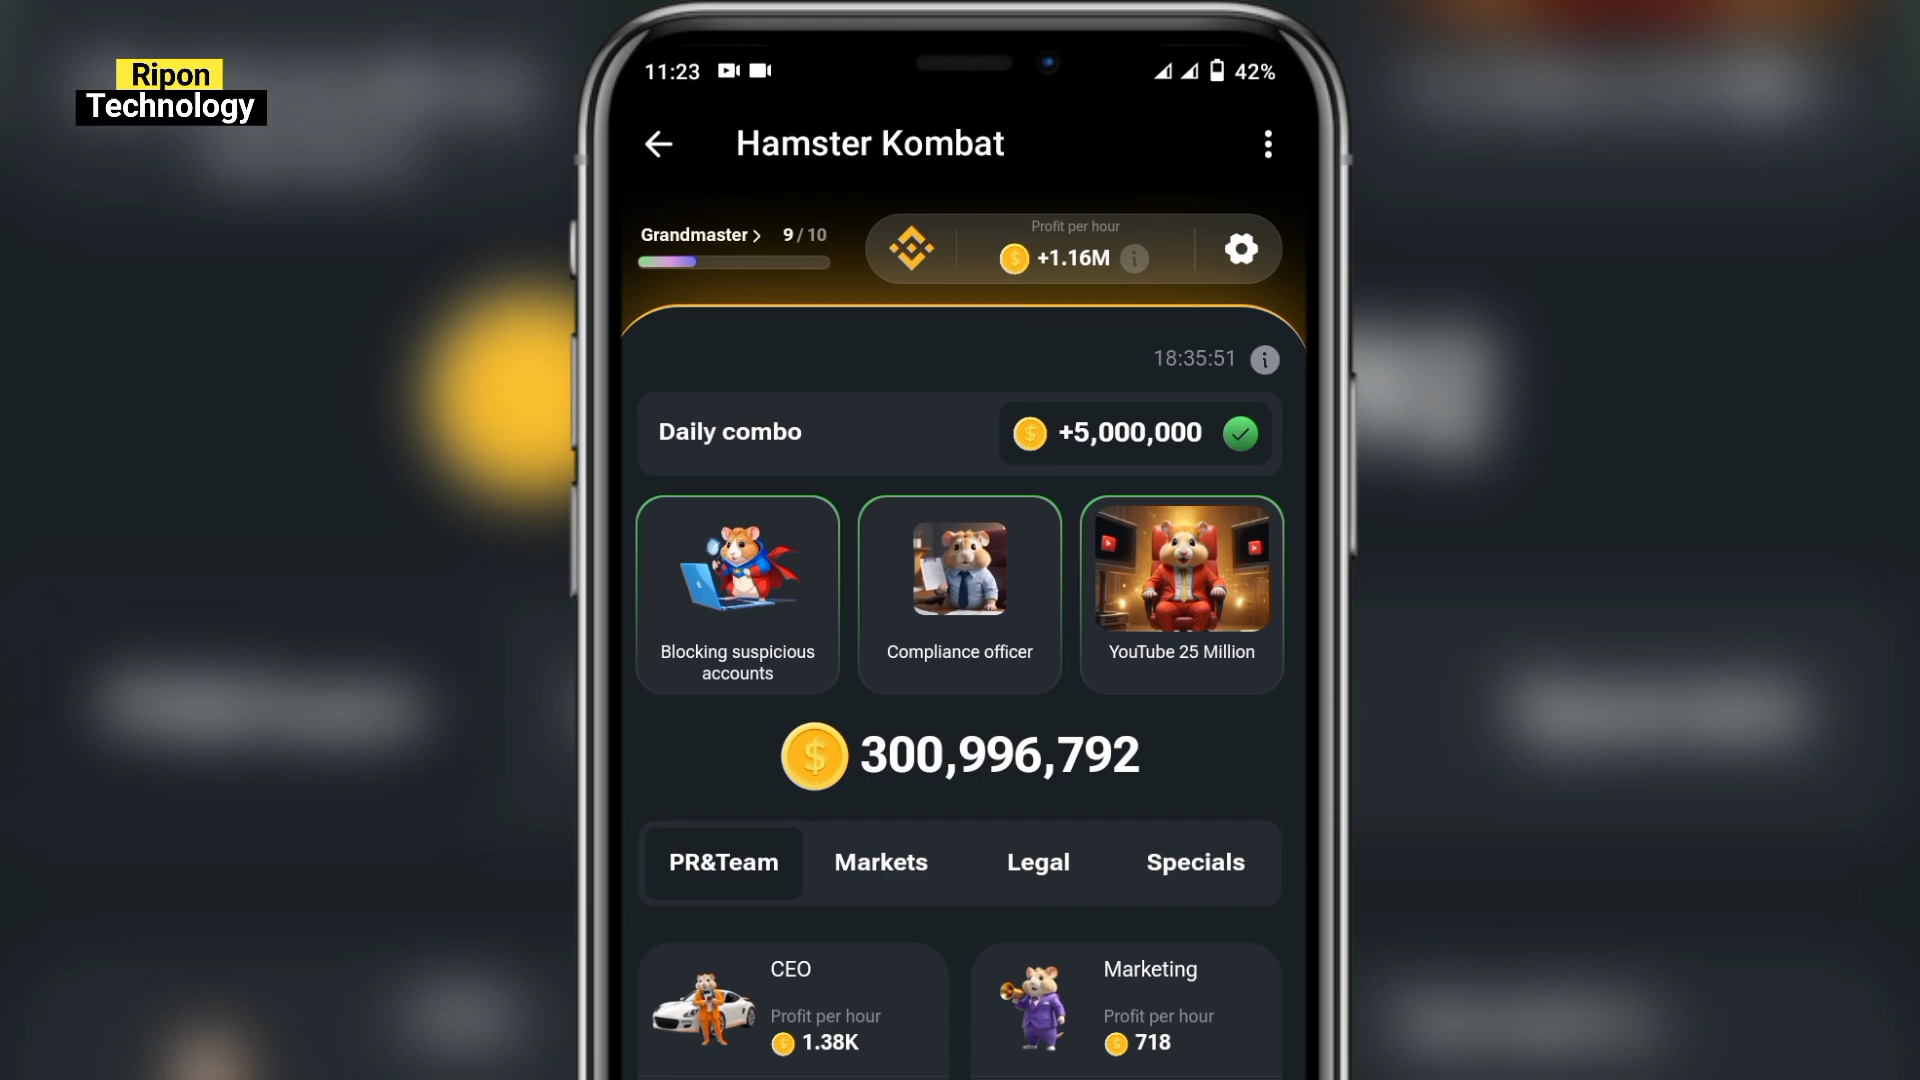 Ripon
Technology
11:23
42%
Hamster Kombat
Grandmaster > 9 / 10
Profit per hour
+1.16M
18:35:51
Daily combo
+5,000,000
Blocking suspicious
accounts
Compliance officer
YouTube 25 Million
300,996,792
PR&Team
Markets
Legal
Specials
CEO
Profit per hour
1.38K
Marketing
Profit per hour
718